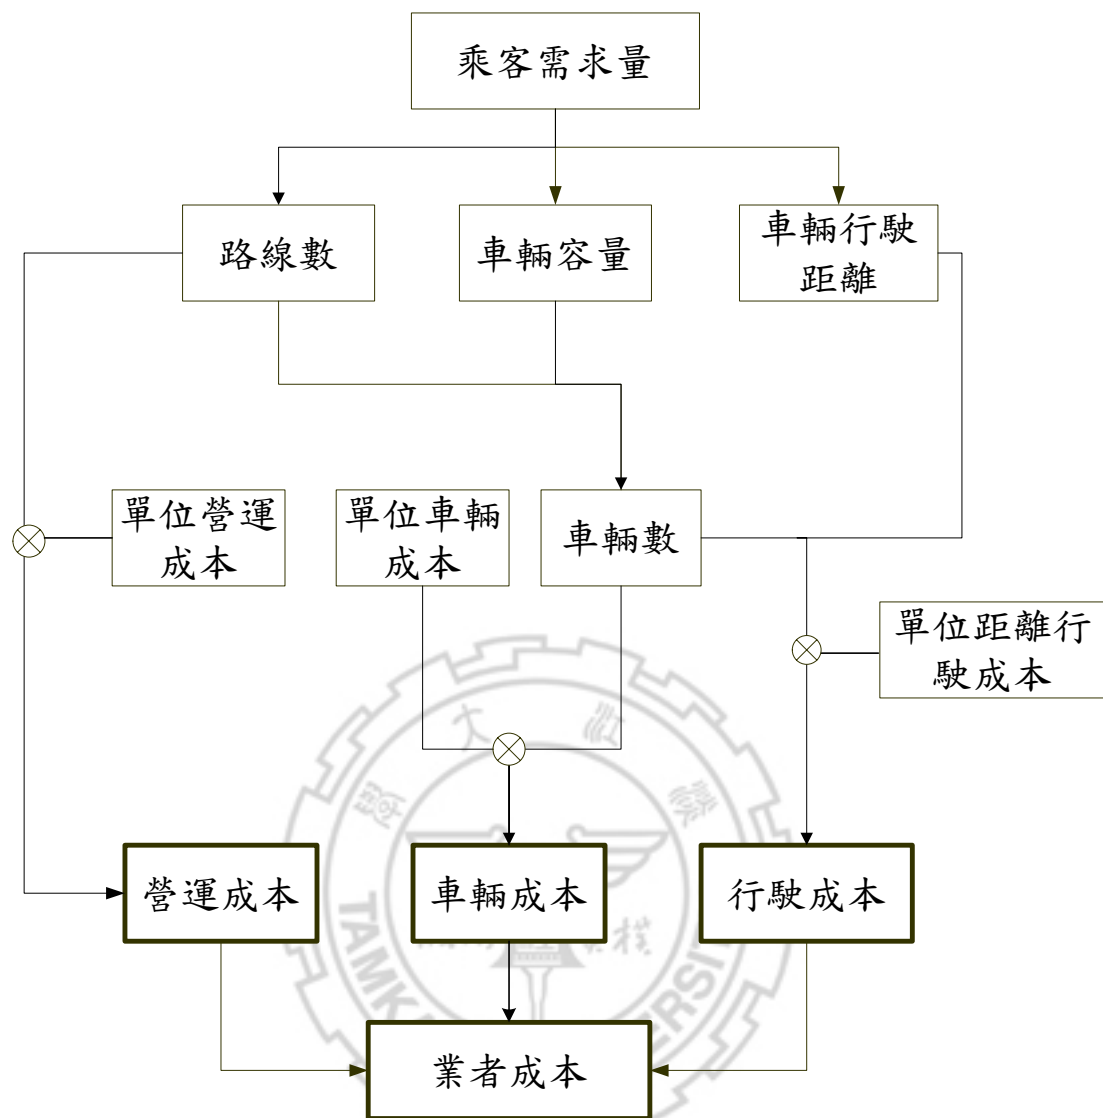 乘客需求量
路線數
車輛容量
車輛行駛
距離
單位營運
成本
單位車輛
成本
車輛數
單位距離行
駛成本
營運成本
車輛成本
行駛成本
業者成本